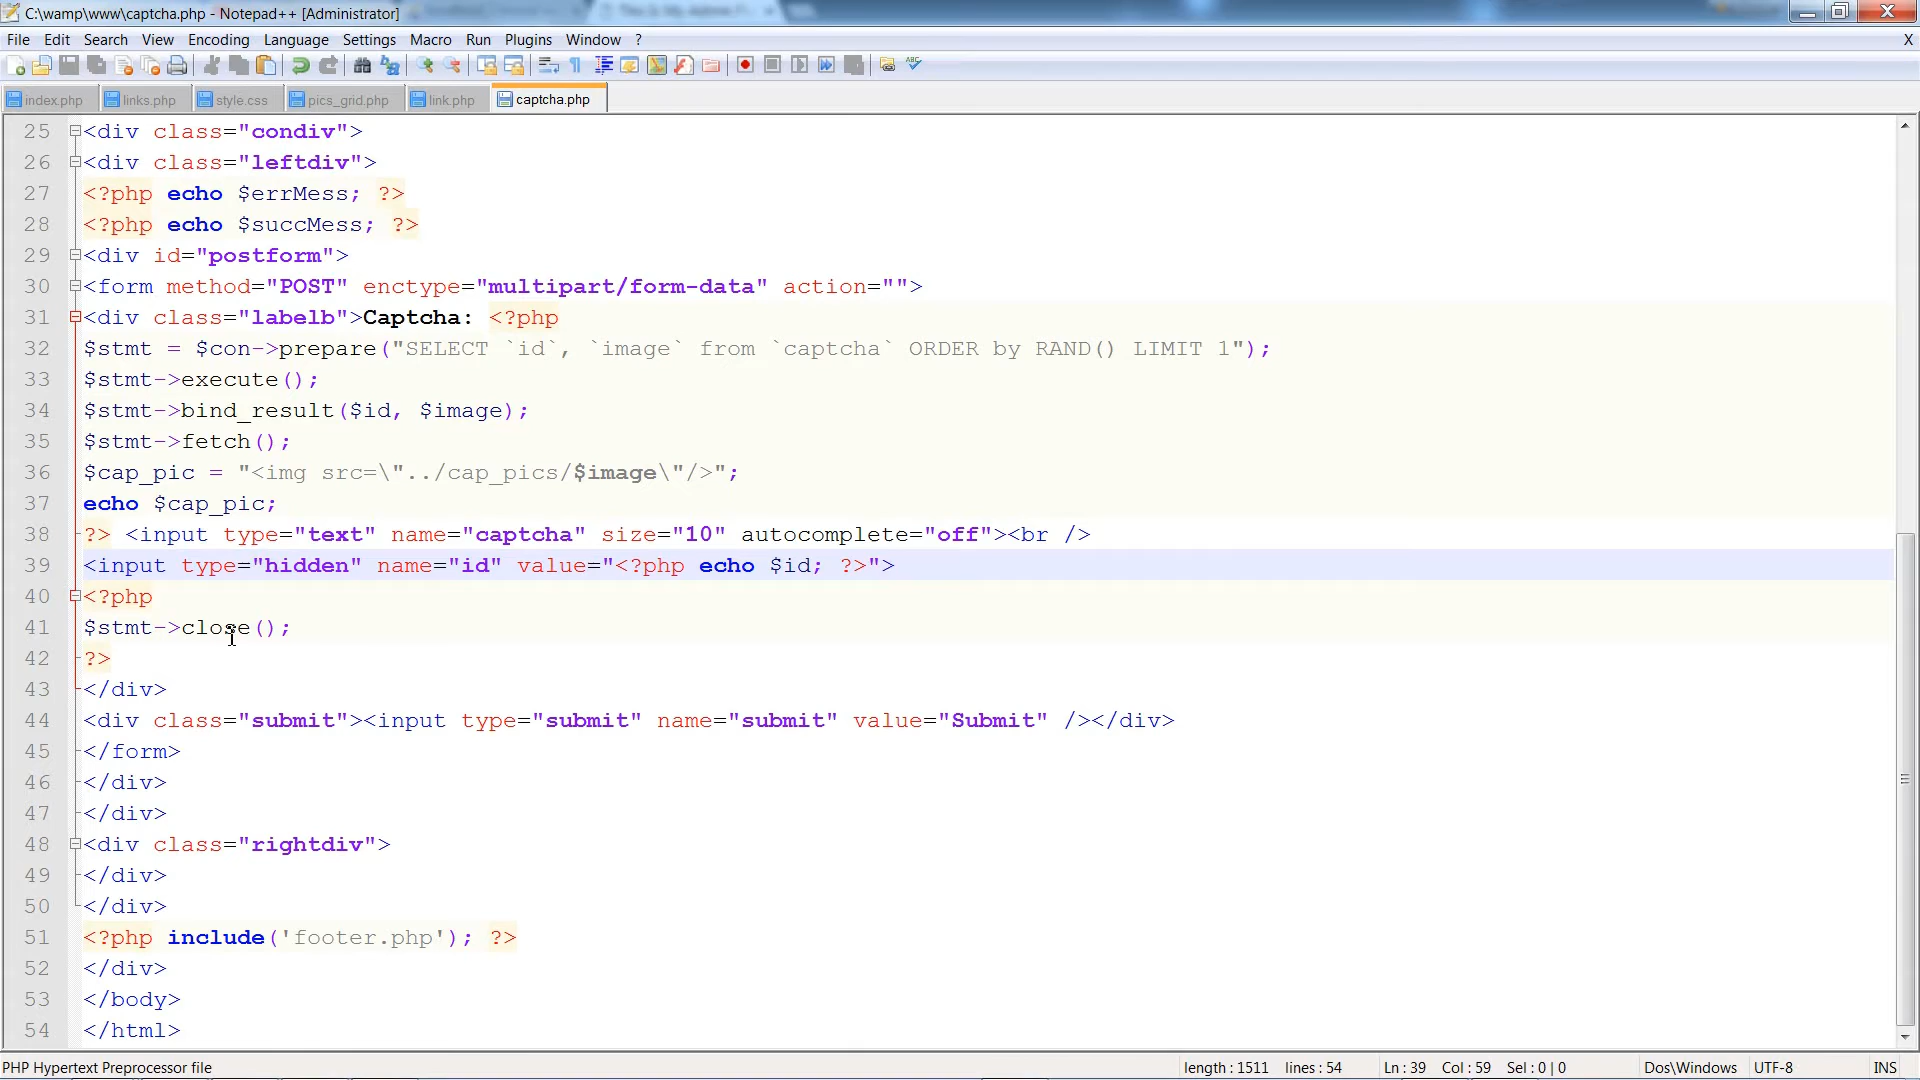 C:\wamp\www\captcha.php - Notepad++ [Administrator]
File Edit Search View Encoding Language Settings Macro Run Plugins Window ? X
index.php links.php style.css pics_grid.php link.php captcha.php
25 <div class="condiv">
26 <div class="leftdiv">
27 <?php echo $errMess; ?>
28 <?php echo $succMess; ?>
29 <div id="postform">
30 <form method="POST" enctype="multipart/form-data" action="">
31 <div class="labelb">Captcha: <?php
32 $stmt = $con->prepare("SELECT `id`, `image` from `captcha` ORDER by RAND() LIMIT 1");
33 $stmt->execute();
34 $stmt->bind_result($id, $image);
35 $stmt->fetch();
36 $cap_pic = "<img src=\"../cap_pics/$image\"/>";
37 echo $cap_pic;
38 ?> <input type="text" name="captcha" size="10" autocomplete="off"><br />
39 <input type="hidden" name="id" value="<?php echo $id; ?>">
40 <?php
41 $stmt->close();
42 ?>
43 </div>
44 <div class="submit"><input type="submit" name="submit" value="Submit" /></div>
45 </form>
46 </div>
47 </div>
48 <div class="rightdiv">
49 </div>
50 </div>
51 <?php include('footer.php'); ?>
52 </div>
53 </body>
54 </html>
PHP Hypertext Preprocessor file length : 1511 lines : 54 Ln : 39 Col : 59 Sel : 0 | 0 Dos\Windows UTF-8 INS